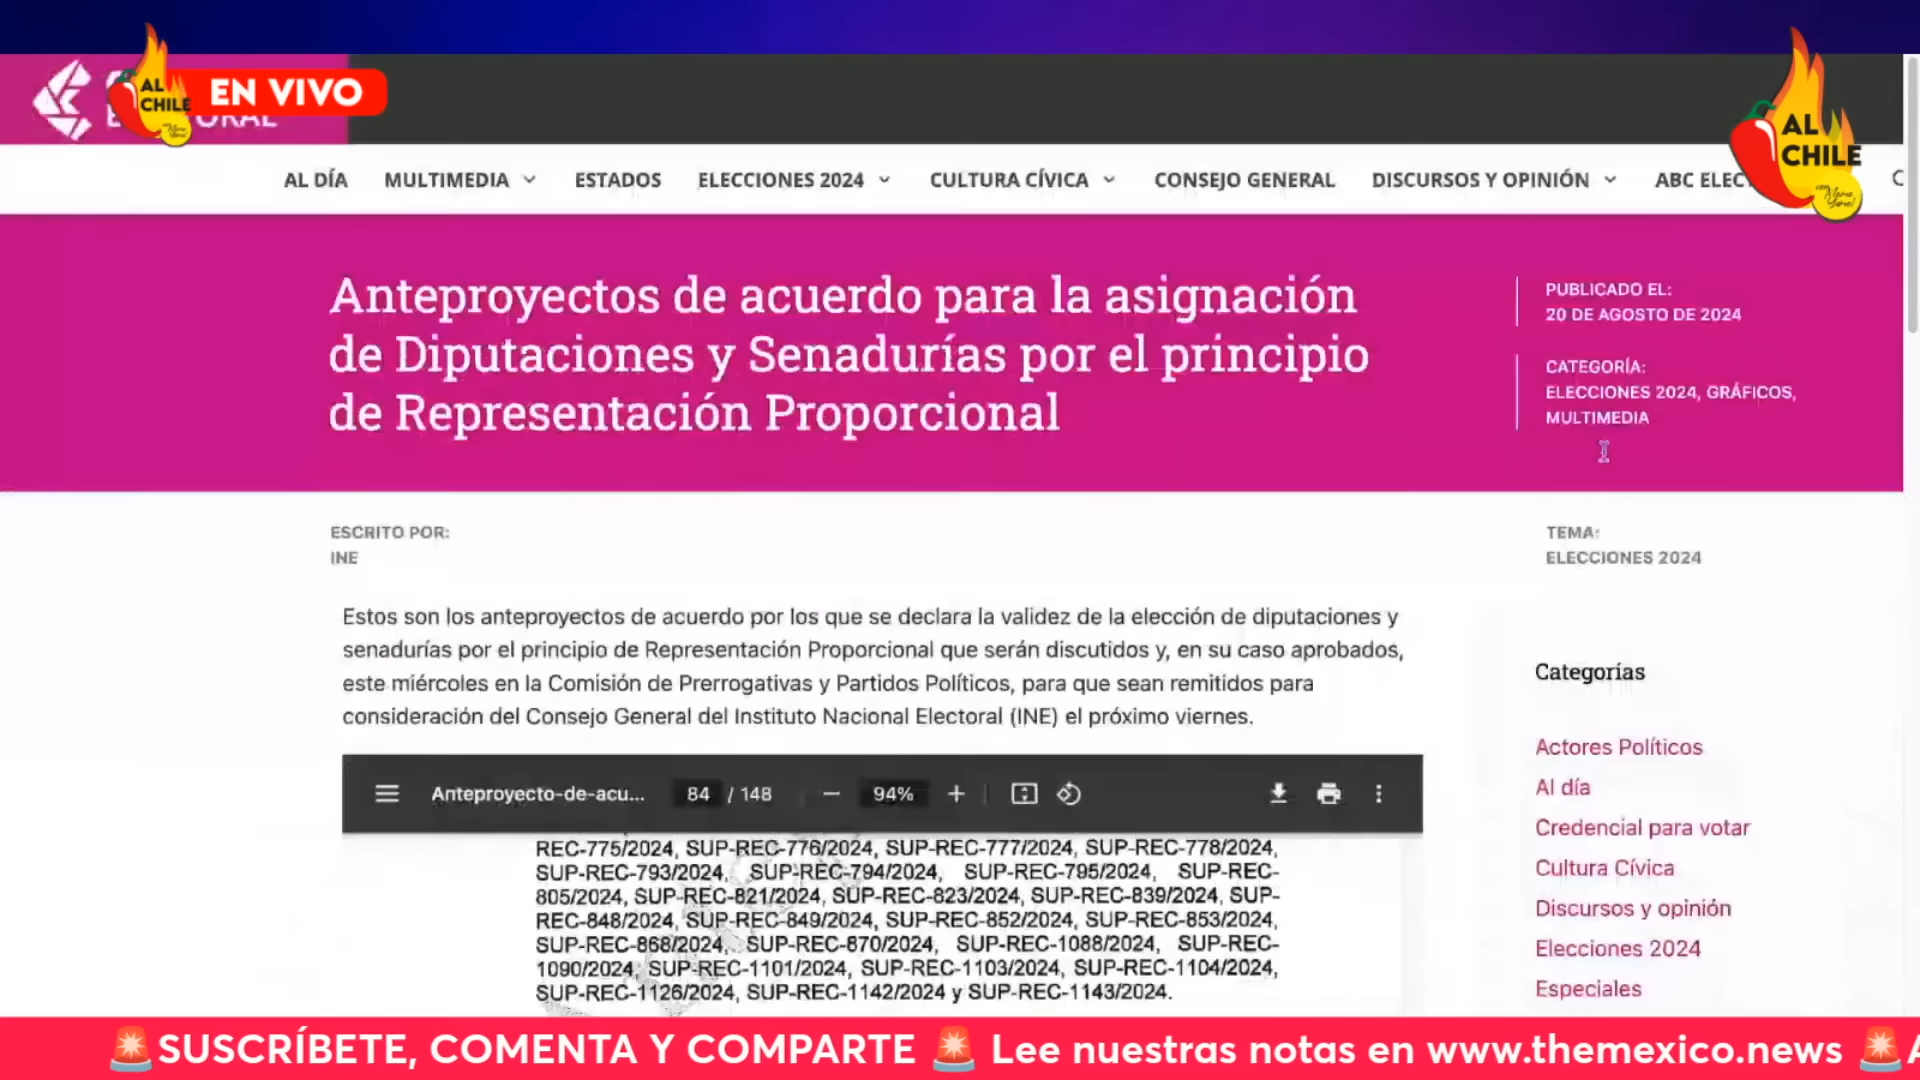 AL
CHILE
EN VIVO
AL
CHILE
AL DÍA
MULTIMEDIA
ESTADOS
ELECCIONES 2024
CULTURA CÍVICA
CONSEJO GENERAL
DISCURSOS Y OPINIÓN
ABC
Anteproyectos de acuerdo para la asignación
de Diputaciones y Senadurías por el principio
de Representación Proporcional
PUBLICADO EL:
20 DE AGOSTO DE 2024
CATEGORÍA:
ELECCIONES 2024, GRÁFICOS,
MULTIMEDIA
ESCRITO POR:
INE
TEMA:
ELECCIONES 2024
Estos son los anteproyectos de acuerdo por los que se declara la validez de la elección de diputaciones y
senadurías por el principio de Representación Proporcional que serán discutidos y, en su caso aprobados,
este miércoles en la Comisión de Prerrogativas y Partidos Políticos, para que sean remitidos para
consideración del Consejo General del Instituto Nacional Electoral (INE) el próximo viernes.
Categorías
Actores Políticos
Al día
Credencial para votar
Cultura Cívica
Discursos y opinión
Elecciones 2024
Especiales
Anteproyecto-de-acu... 84 / 148 94%
REC-775/2024, SUP-REC-776/2024, SUP-REC-777/2024, SUP-REC-778/2024,
SUP-REC-793/2024, SUP-REC-794/2024, SUP-REC-795/2024, SUP-REC-
805/2024, SUP-REC-821/2024, SUP-REC-823/2024, SUP-REC-839/2024, SUP-
REC-848/2024, SUP-REC-849/2024, SUP-REC-852/2024, SUP-REC-853/2024,
SUP-REC-868/2024, SUP-REC-870/2024, SUP-REC-1088/2024, SUP-REC-
1090/2024, SUP-REC-1101/2024, SUP-REC-1103/2024, SUP-REC-1104/2024,
SUP-REC-1126/2024, SUP-REC-1142/2024 y SUP-REC-1143/2024.
SUSCRÍBETE, COMENTA Y COMPARTE Lee nuestras notas en www.themexico.news